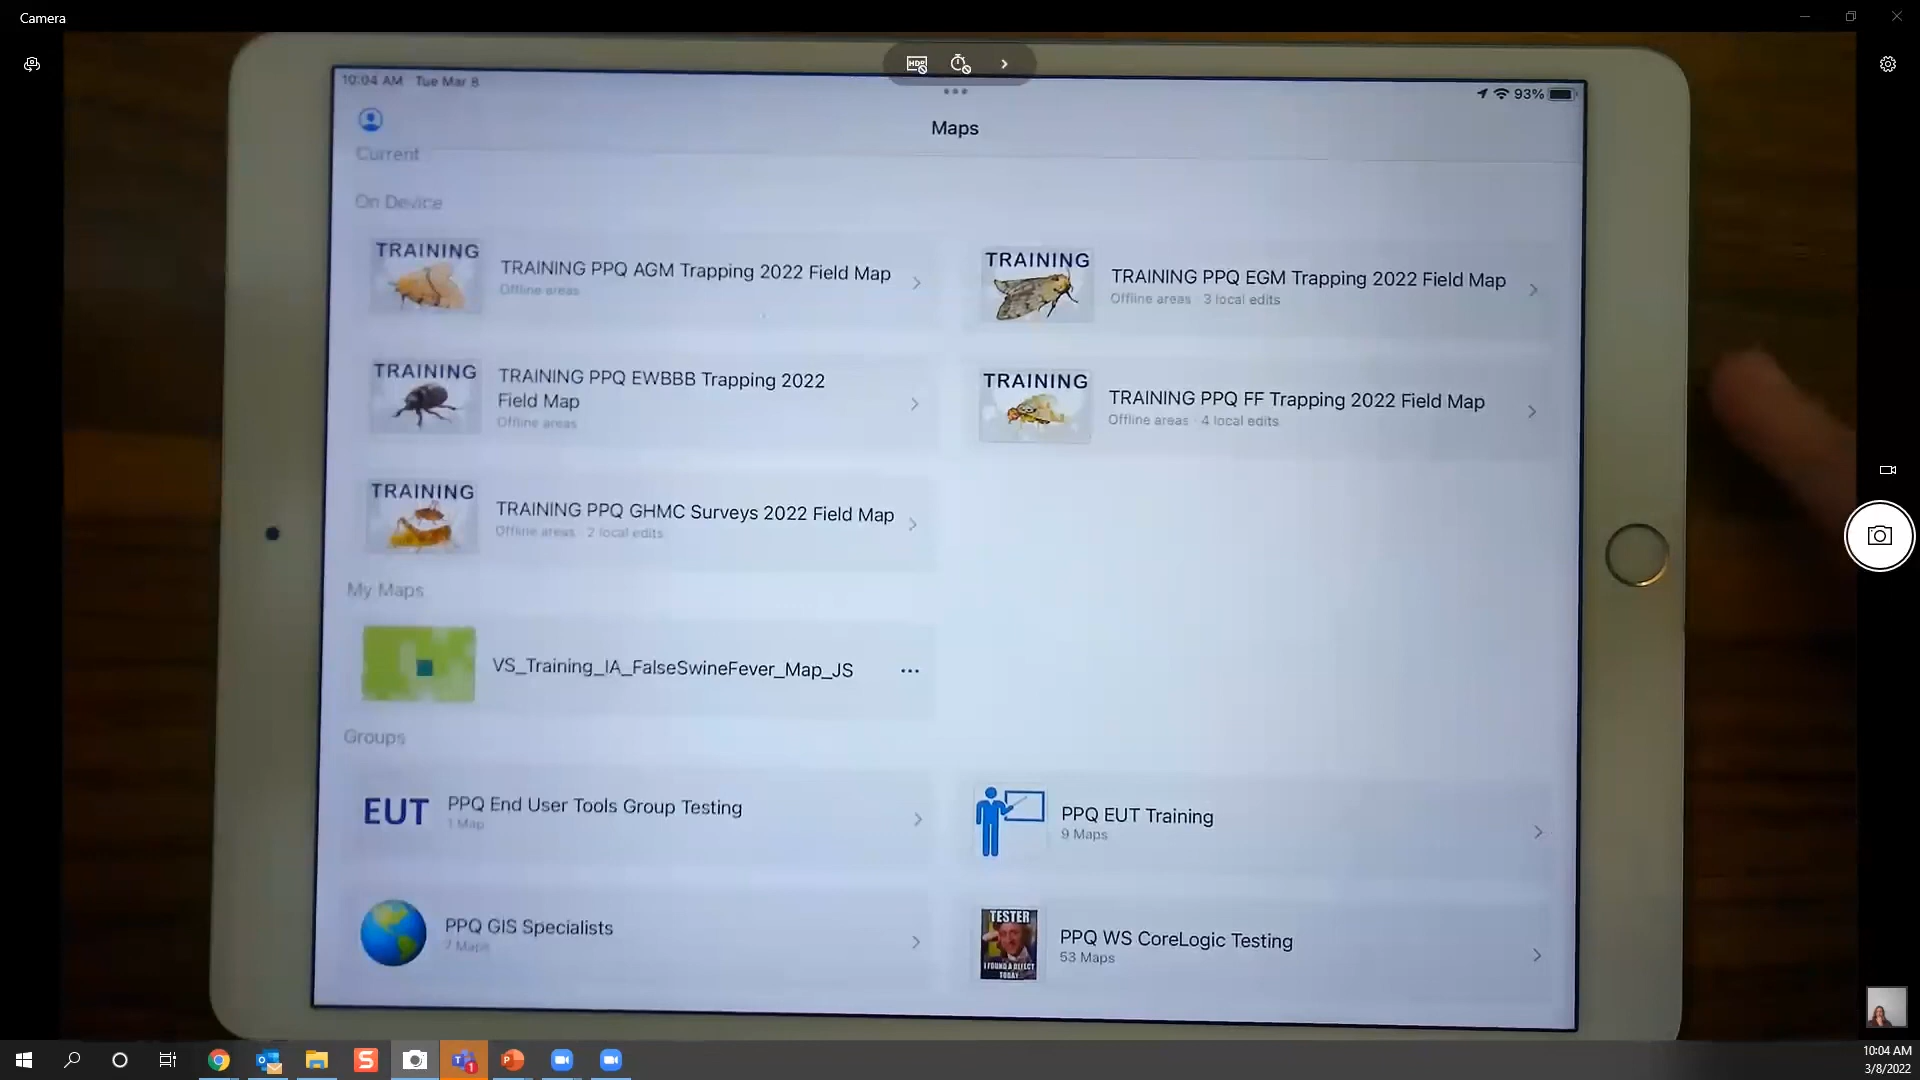 Camera
10:04 AM Tue Mar 8
93%
Maps
Current
On Device
TRAINING
TRAINING PPQ AGM Trapping 2022 Field Map
Offline areas
TRAINING
TRAINING PPQ EGM Trapping 2022 Field Map
Offline areas · 3 local edits
TRAINING
TRAINING PPQ EWBBB Trapping 2022
Field Map
Offline areas
TRAINING
TRAINING PPQ FF Trapping 2022 Field Map
Offline areas · 4 local edits
TRAINING
TRAINING PPQ GHMC Surveys 2022 Field Map
Offline areas · 2 local edits
My Maps
VS_Training_IA_FalseSwineFever_Map_JS
Groups
EUT
PPQ End User Tools Group Testing
1 Map
PPQ EUT Training
9 Maps
PPQ GIS Specialists
7 Maps
TESTER
I FOUND A DEFECT
TODAY
PPQ WS CoreLogic Testing
53 Maps
10:04 AM
3/8/2022